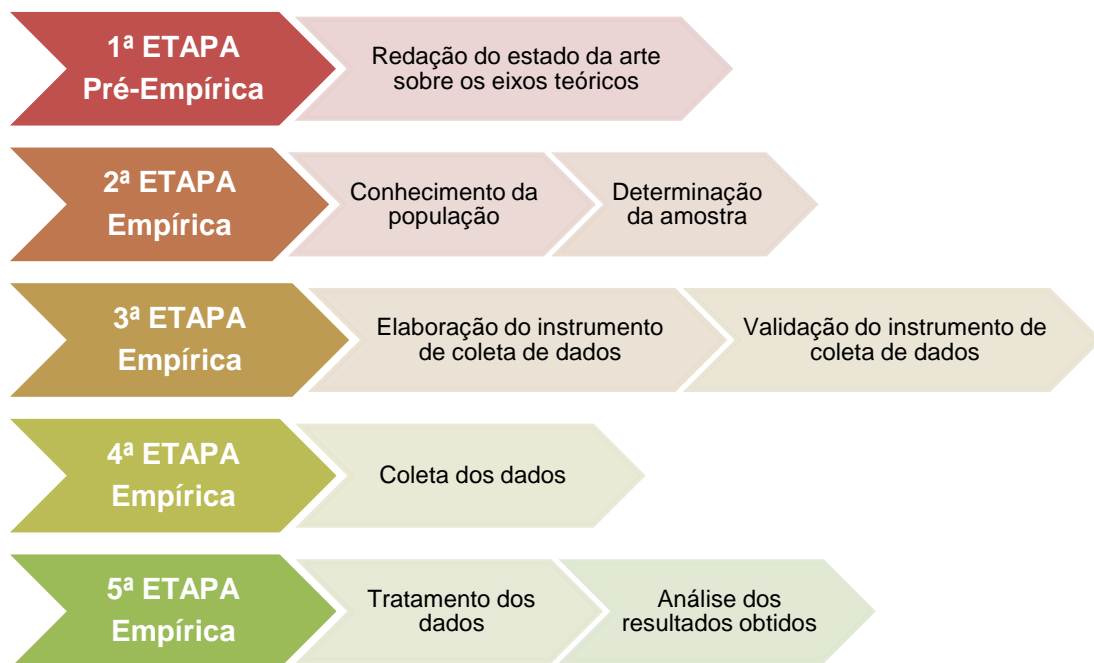 1ª ETAPA
Pré-Empírica
Redação do estado da arte
sobre os eixos teóricos
2ª ETAPA
Empírica
Conhecimento da
população
Determinação
da amostra
3ª ETAPA
Empírica
Elaboração do instrumento
de coleta de dados
Validação do instrumento de
coleta de dados
4ª ETAPA
Empírica
Coleta dos dados
5ª ETAPA
Empírica
Tratamento dos
dados
Análise dos
resultados obtidos